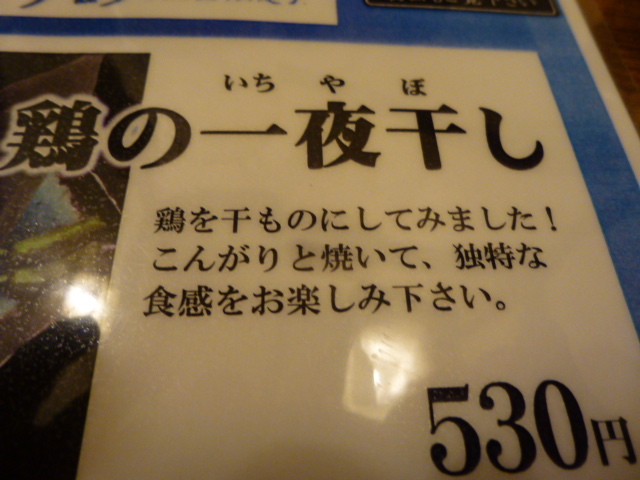 いちやぼ
鶏の一夜干し
鶏を干ものにしてみました！
こんがりと焼いて、独特な
食感をお楽しみ下さい。
530円